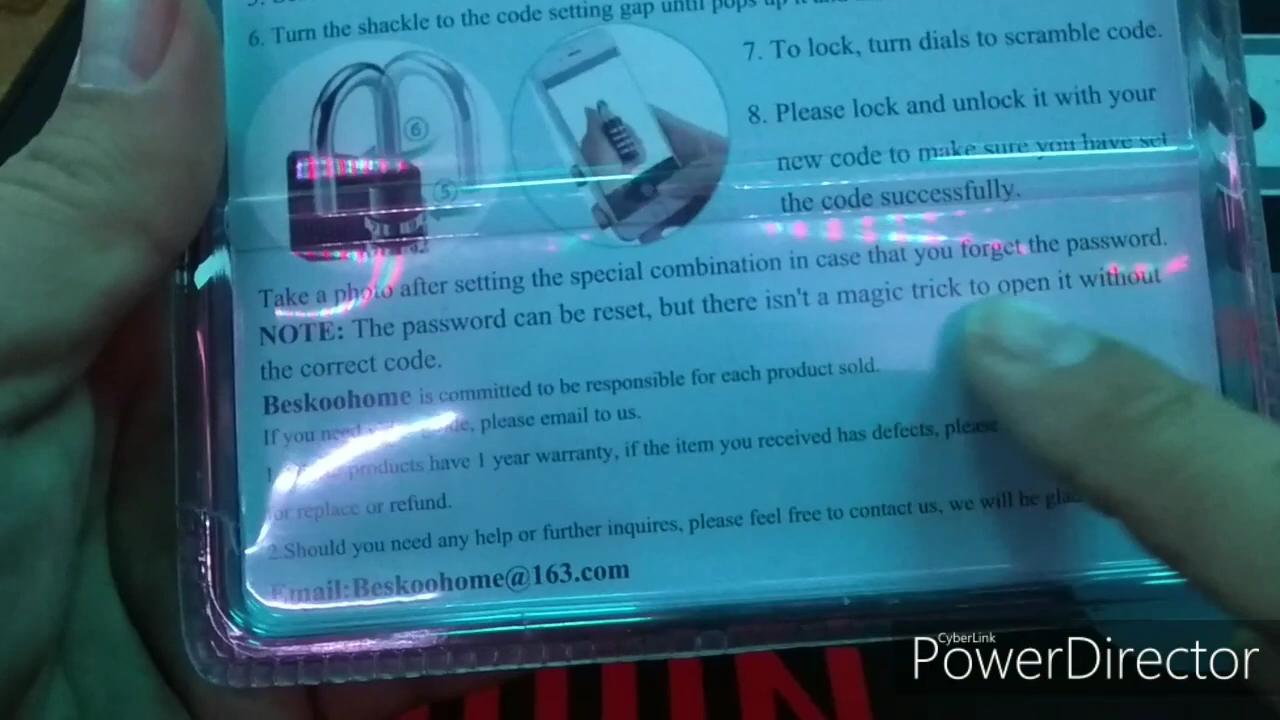 6. Turn the shackle to the code setting gap until pops up it
7. To lock, turn dials to scramble code.
8. Please lock and unlock it with your
new code to make sure you have set
the code successfully.
⑥
⑤
Take a photo after setting the special combination in case that you forget the password.
NOTE: The password can be reset, but there isn't a magic trick to open it without
the correct code.
Beskoohome is committed to be responsible for each product sold.
If you need, please email to us.
products have 1 year warranty, if the item you received has defects, please
for replace or refund.
2.Should you need any help or further inquires, please feel free to contact us, we will be
Email:Beskoohome@163.com
CyberLink
PowerDirector